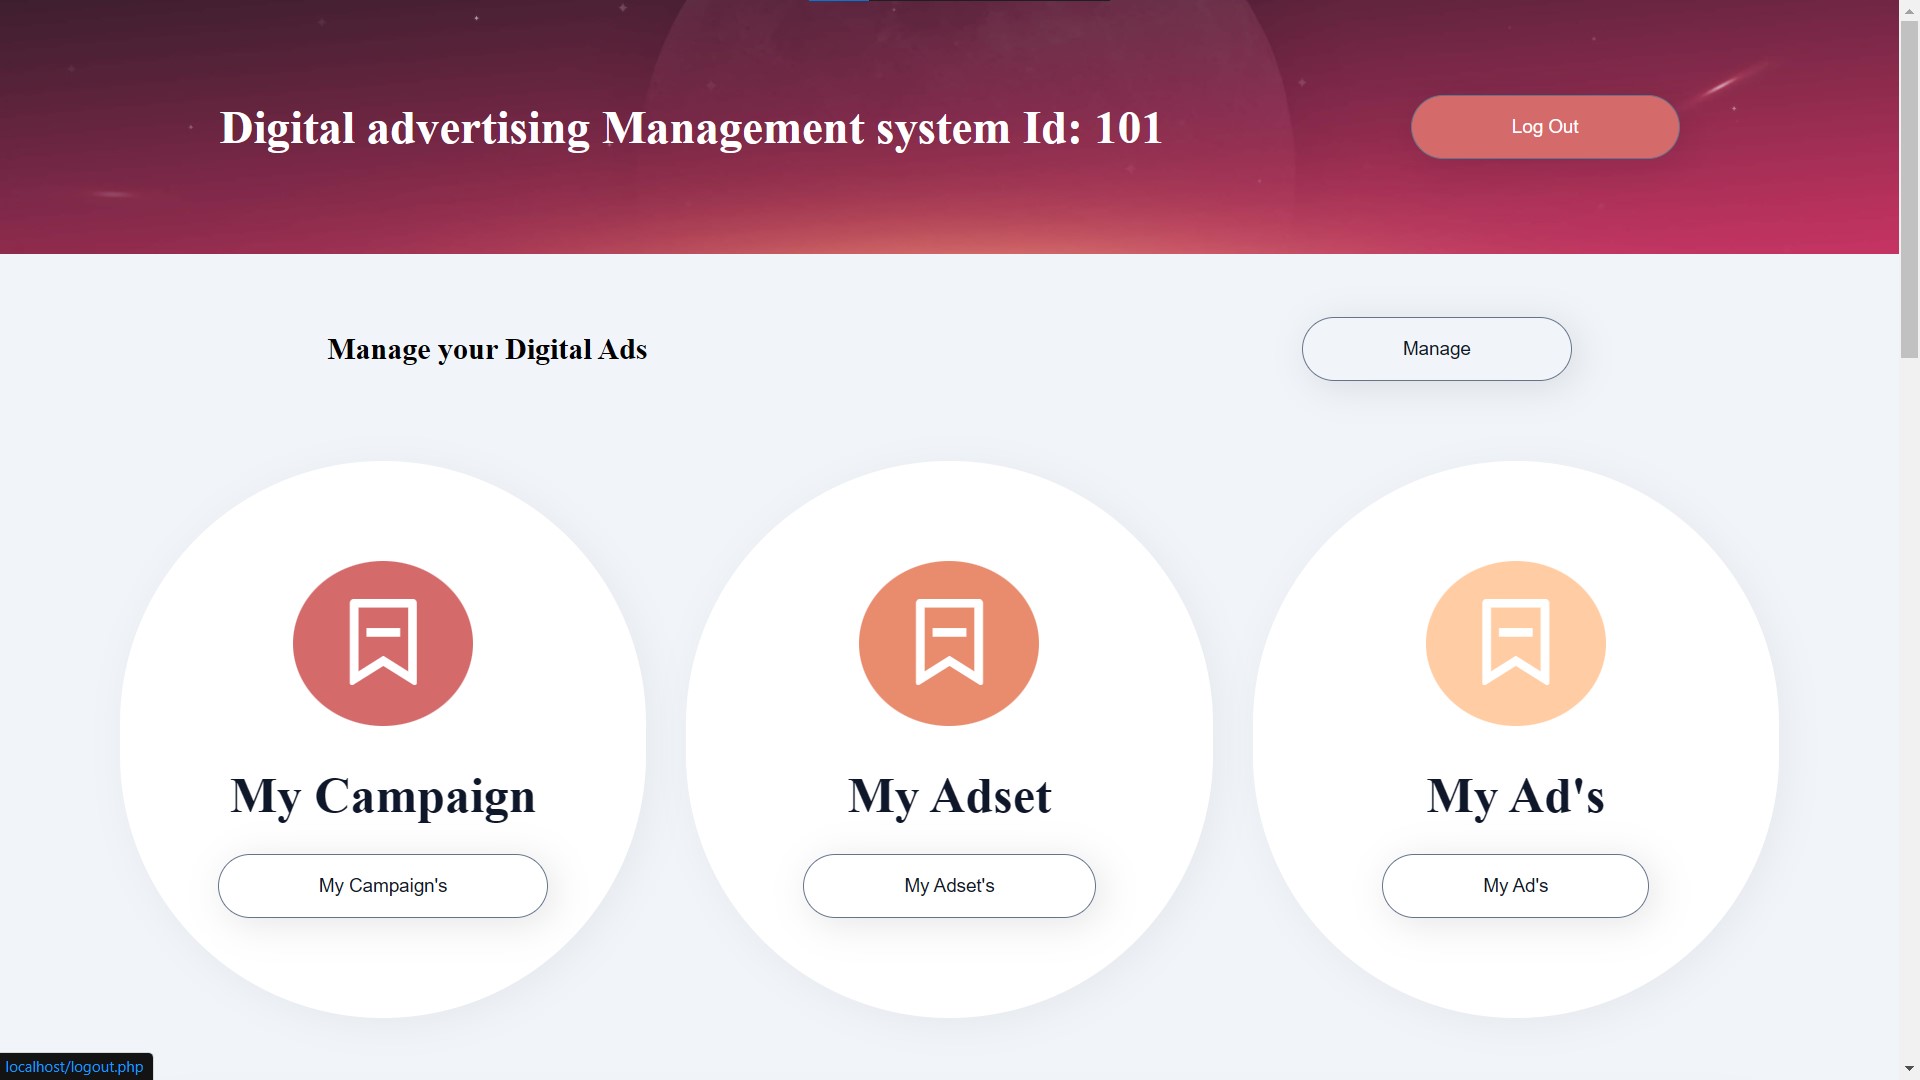 Digital advertising Management system Id: 101
Log Out
Manage your Digital Ads
Manage
My Campaign
My Adset
My Ad's
My Campaign's
My Adset's
My Ad's
localhost/logout.php